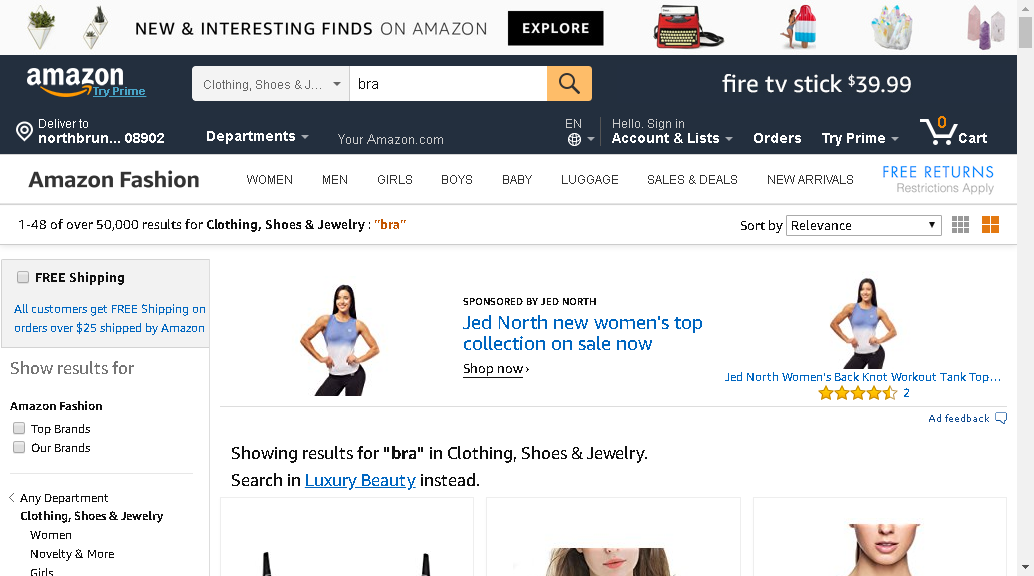 NEW & INTERESTING FINDS ON AMAZON EXPLORE
amazon
Try Prime
Clothing, Shoes & J... bra
fire tv stick $39.99
Deliver to
northbrun... 08902
Departments
Your Amazon.com
EN
Hello. Sign in
Account & Lists
Orders
Try Prime
0
Cart
Amazon Fashion WOMEN MEN GIRLS BOYS BABY LUGGAGE SALES & DEALS NEW ARRIVALS
FREE RETURNS
Restrictions Apply
1-48 of over 50,000 results for Clothing, Shoes & Jewelry : "bra"
Sort by Relevance
FREE Shipping
All customers get FREE Shipping on
orders over $25 shipped by Amazon
Show results for
Amazon Fashion
Top Brands
Our Brands
Any Department
Clothing, Shoes & Jewelry
Women
Novelty & More
Girls
SPONSORED BY JED NORTH
Jed North new women's top
collection on sale now
Shop now ›
Jed North Women's Back Knot Workout Tank Top...
2
Ad feedback
Showing results for "bra" in Clothing, Shoes & Jewelry.
Search in Luxury Beauty instead.